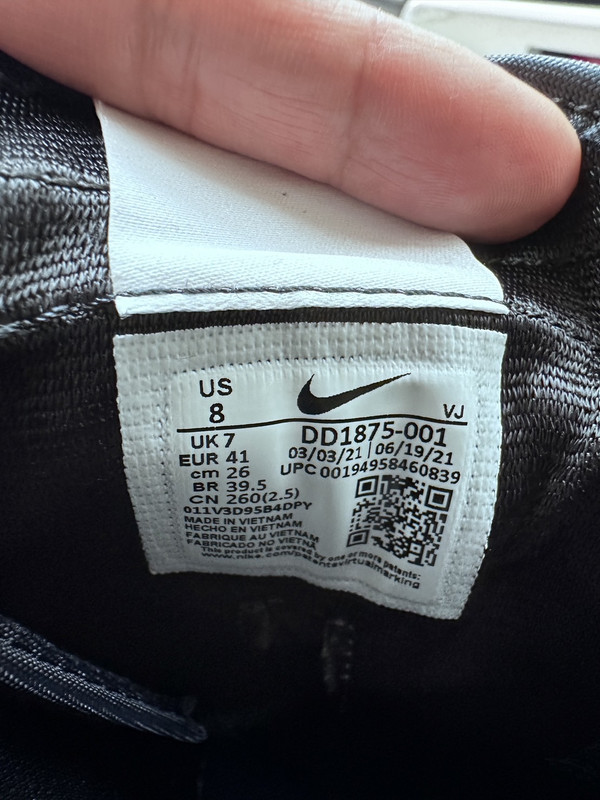 US
8
VJ
UK 7
DD1875-001
EUR 41
03/03/21 | 06/19/21
cm 26
UPC 00194958460839
BR 39.5
CN 260(2.5)
011V3D95B4DPY
MADE IN VIETNAM
HECHO EN VIETNAM
FABRIQUE AU VIETNAM
FABRICADO NO VIETNA
This product is covered by one or more patents:
www.nike.com/patentsvirtualmarking